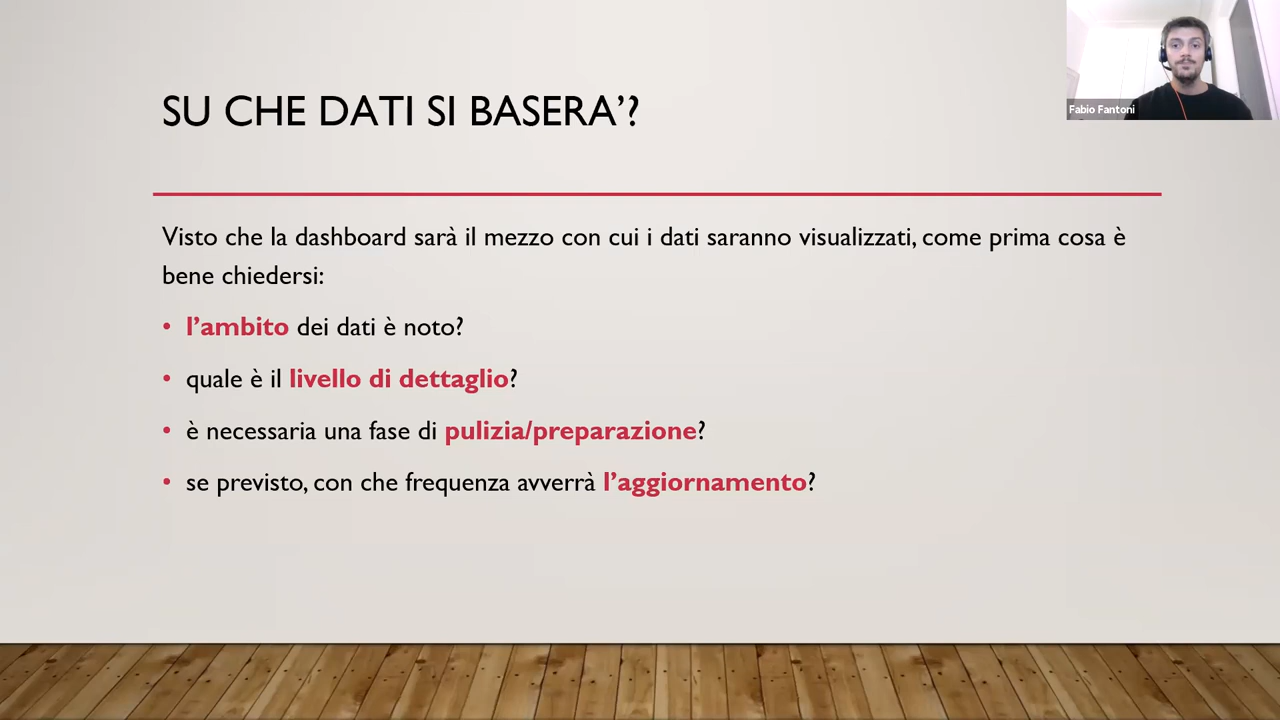 SU CHE DATI SI BASERA’?
Fabio Fantoni
Visto che la dashboard sarà il mezzo con cui i dati saranno visualizzati, come prima cosa è
bene chiedersi:
• l’ambito dei dati è noto?
• quale è il livello di dettaglio?
• è necessaria una fase di pulizia/preparazione?
• se previsto, con che frequenza avverrà l’aggiornamento?